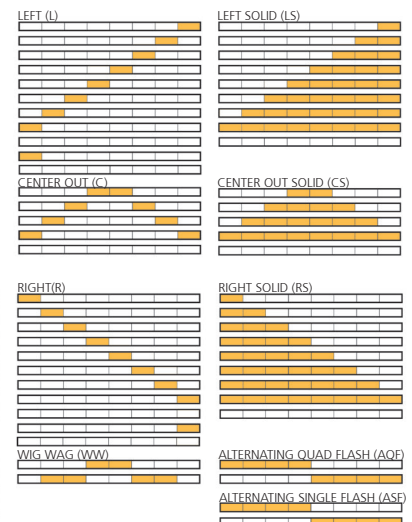 LEFT (L)
LEFT SOLID (LS)
CENTER OUT (C)
CENTER OUT SOLID (CS)
RIGHT(R)
RIGHT SOLID (RS)
WIG WAG (WW)
ALTERNATING QUAD FLASH (AQF)
ALTERNATING SINGLE FLASH (ASF)